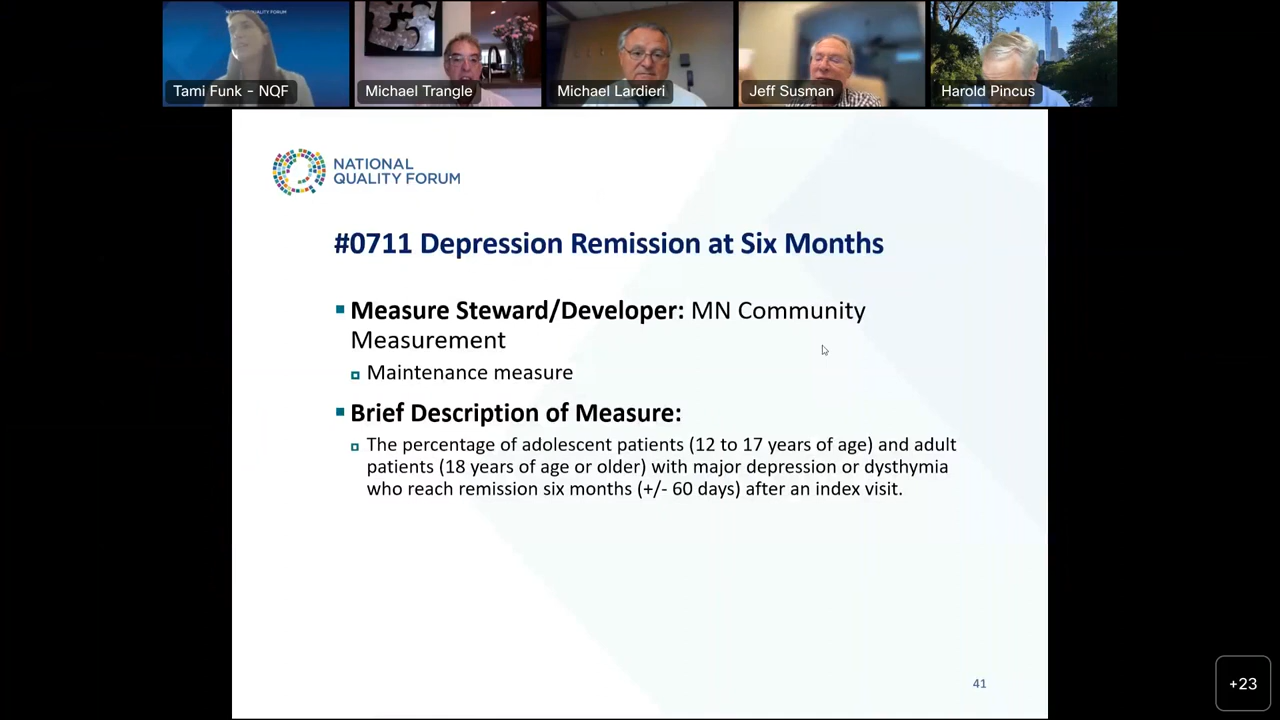 NATIONAL QUALITY FORUM
Tami Funk - NQF
Michael Trangle
Michael Lardieri
Jeff Susman
Harold Pincus
NATIONAL
QUALITY FORUM
#0711 Depression Remission at Six Months
Measure Steward/Developer: MN Community
Measurement
Maintenance measure
Brief Description of Measure:
The percentage of adolescent patients (12 to 17 years of age) and adult
patients (18 years of age or older) with major depression or dysthymia
who reach remission six months (+/- 60 days) after an index visit.
41
+23